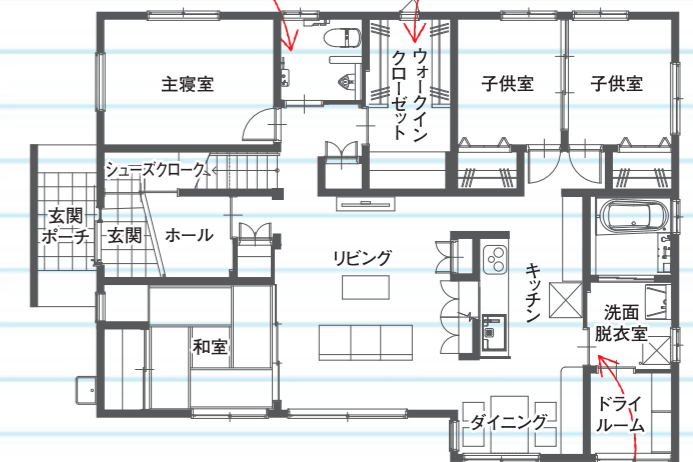 主寝室
ウォークイン
クローゼット
子供室
子供室
シューズクローク
玄関
ポーチ
玄関
ホール
リビング
キッチン
洗面
脱衣室
和室
ダイニング
ドライ
ルーム